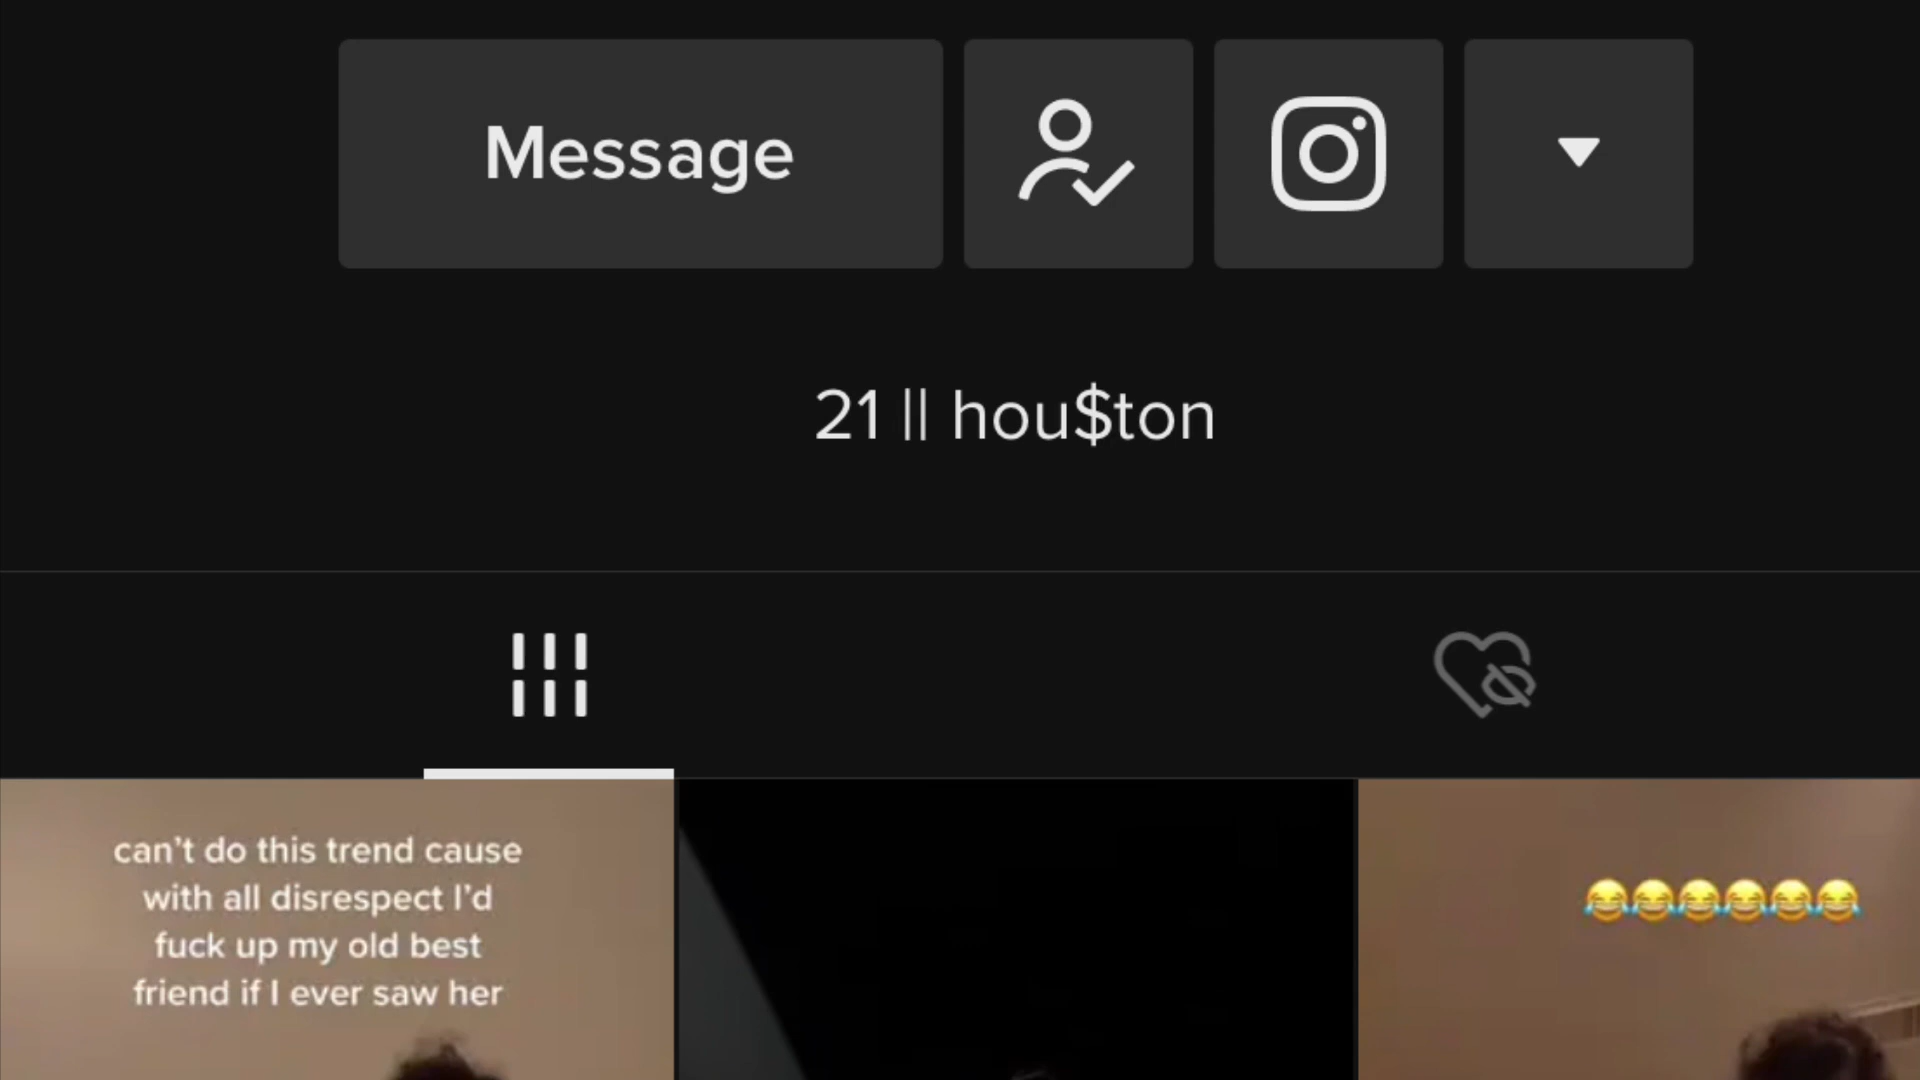 Message
21 || hou$ton
can't do this trend cause
with all disrespect I'd
fuck up my old best
friend if I ever saw her
😂😂😂😂😂😂